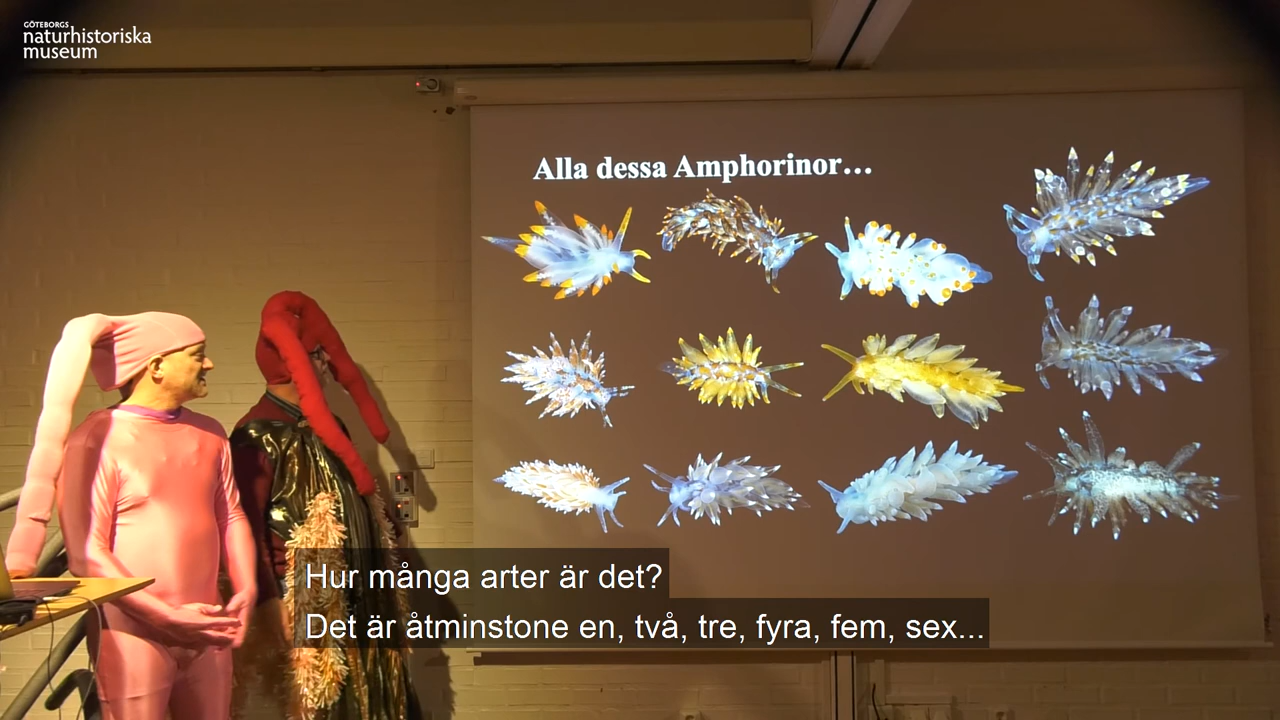 GÖTEBORGS
naturhistoriska
museum
Alla dessa Amphorinor...
Hur många arter är det?
Det är åtminstone en, två, tre, fyra, fem, sex...